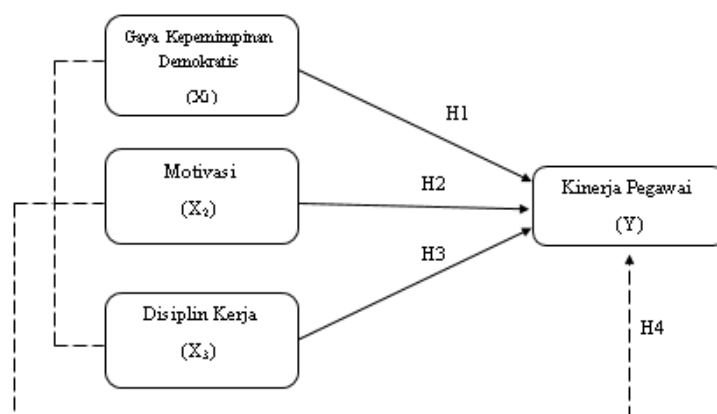 Gaya Kepemimpinan
Demokratis
(X₁)
H1
Motivasi
(X₂)
H2
Kinerja Pegawai
(Y)
H3
Disiplin Kerja
(X₃)
H4